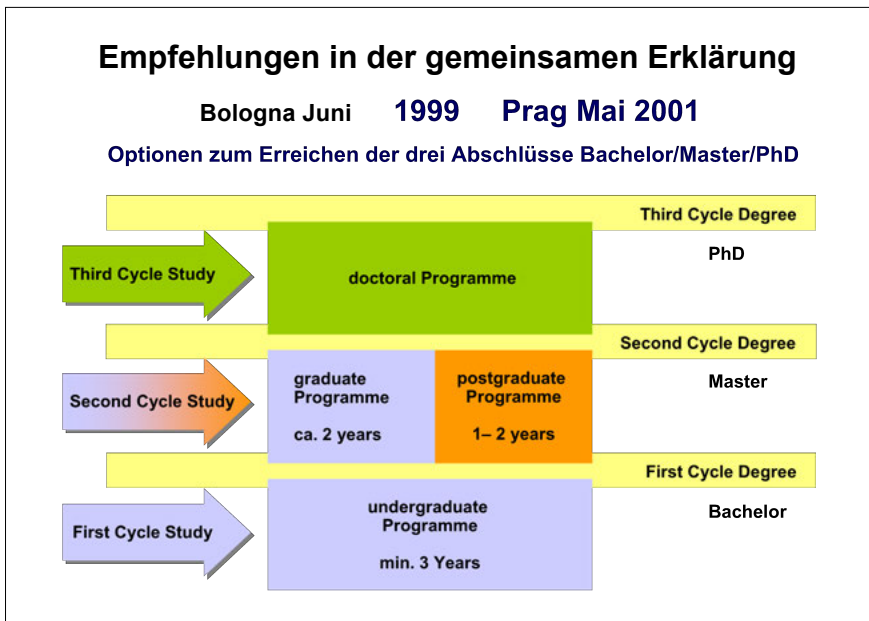 Empfehlungen in der gemeinsamen Erklärung
Bologna Juni 1999 Prag Mai 2001
Optionen zum Erreichen der drei Abschlüsse Bachelor/Master/PhD
Third Cycle Degree
PhD
Third Cycle Study
doctoral Programme
Second Cycle Degree
Master
Second Cycle Study
graduate
Programme
ca. 2 years
postgraduate
Programme
1– 2 years
First Cycle Degree
Bachelor
First Cycle Study
undergraduate
Programme
min. 3 Years